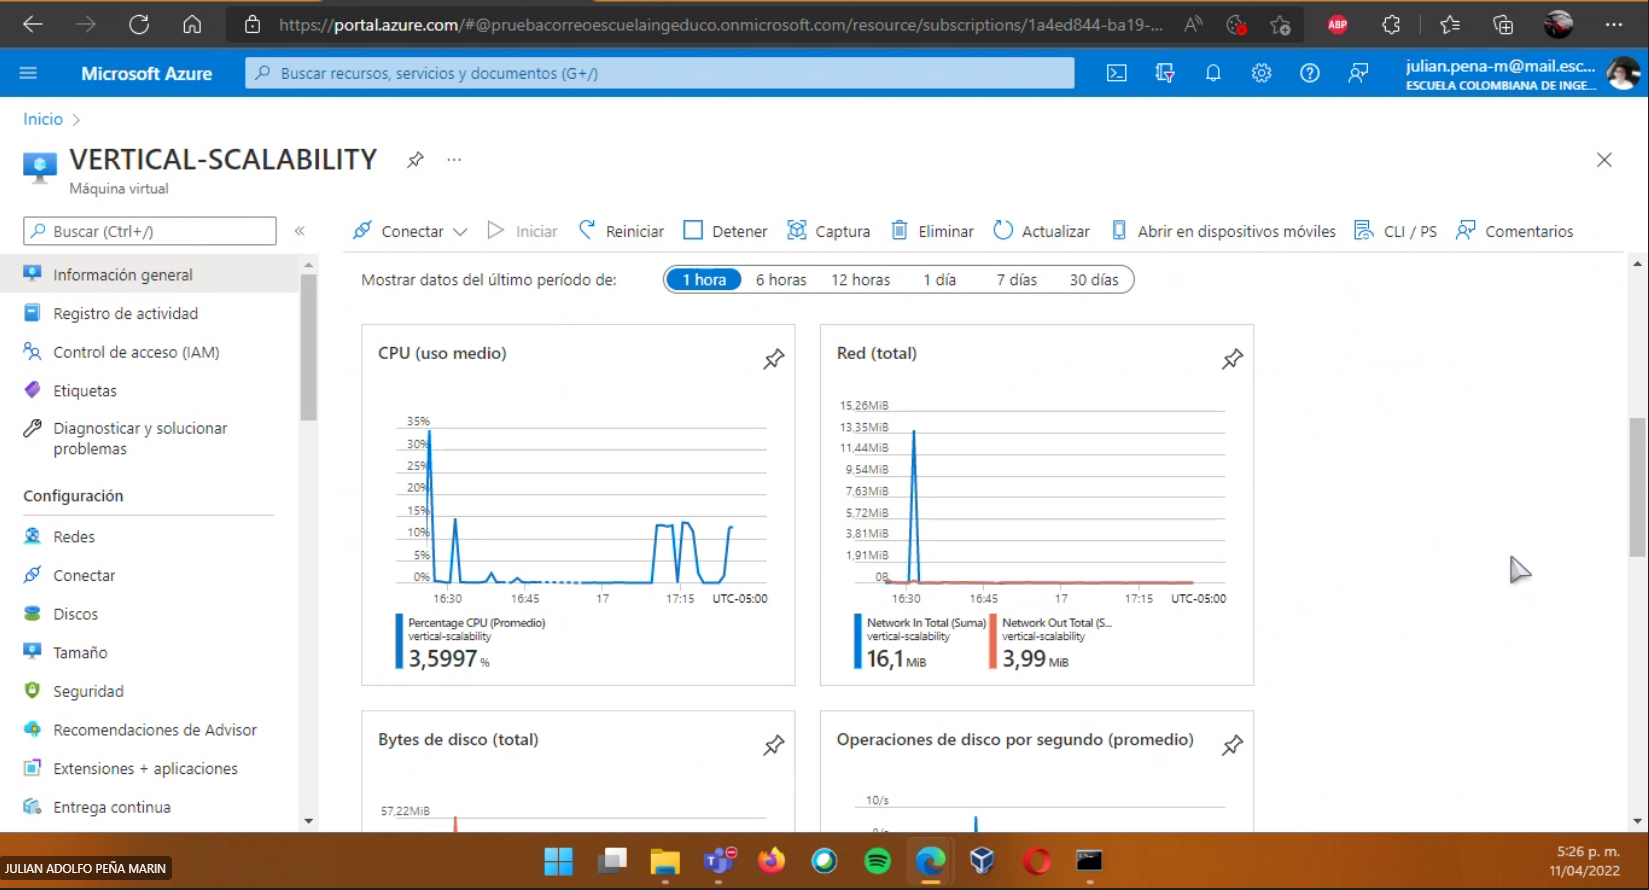 https://portal.azure.com/#@pruebacorreoescuelaingeduco.onmicrosoft.com/resource/subscriptions/1a4ed844-ba19-...
ABP
Microsoft Azure
Buscar recursos, servicios y documentos (G+/)
julian.pena-m@mail.esc...
ESCUELA COLOMBIANA DE INGE...
Inicio >
VERTICAL-SCALABILITY
Máquina virtual
Buscar (Ctrl+/)
Conectar
Iniciar
Reiniciar
Detener
Captura
Eliminar
Actualizar
Abrir en dispositivos móviles
CLI / PS
Comentarios
Información general
Registro de actividad
Control de acceso (IAM)
Etiquetas
Diagnosticar y solucionar
problemas
Configuración
Redes
Conectar
Discos
Tamaño
Seguridad
Recomendaciones de Advisor
Extensiones + aplicaciones
Entrega continua
Mostrar datos del último período de:
1 hora
6 horas
12 horas
1 día
7 días
30 días
CPU (uso medio)
35%
30%
25%
20%
15%
10%
5%
0%
16:30
16:45
17
17:15
UTC-05:00
Percentage CPU (Promedio)
vertical-scalability
3,5997 %
Red (total)
15,26MiB
13,35MiB
11,44MiB
9,54MiB
7,63MiB
5,72MiB
3,81MiB
1,91MiB
0B
16:30
16:45
17
17:15
UTC-05:00
Network In Total (Suma)
vertical-scalability
16,1 MiB
Network Out Total (S...
vertical-scalability
3,99 MiB
Bytes de disco (total)
57,22MiB
Operaciones de disco por segundo (promedio)
10/s
JULIAN ADOLFO PEÑA MARIN
5:26 p. m.
11/04/2022